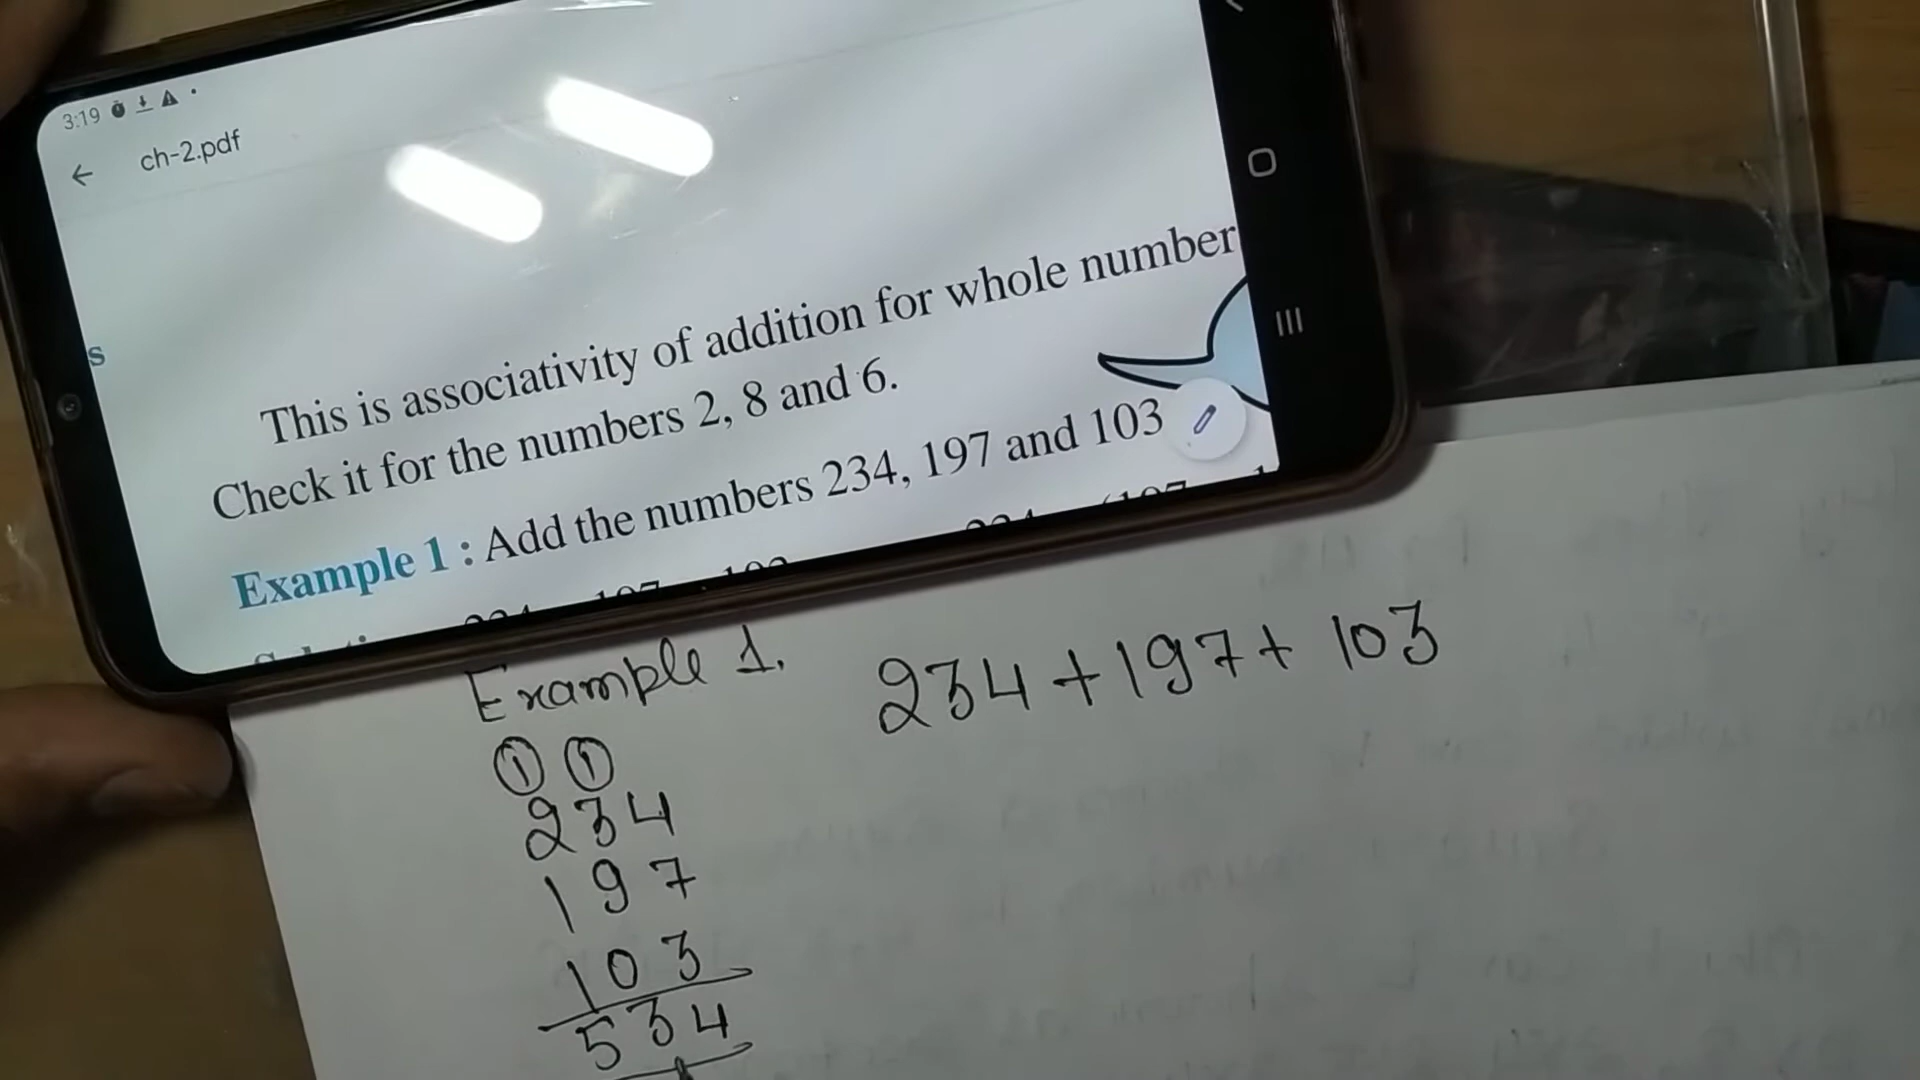 3:19
ch-2.pdf
s
This is associativity of addition for whole number
Check it for the numbers 2, 8 and 6.
Example 1 : Add the numbers 234, 197 and 103
Example 1.
234+197+103
1 1
234
197
103
534